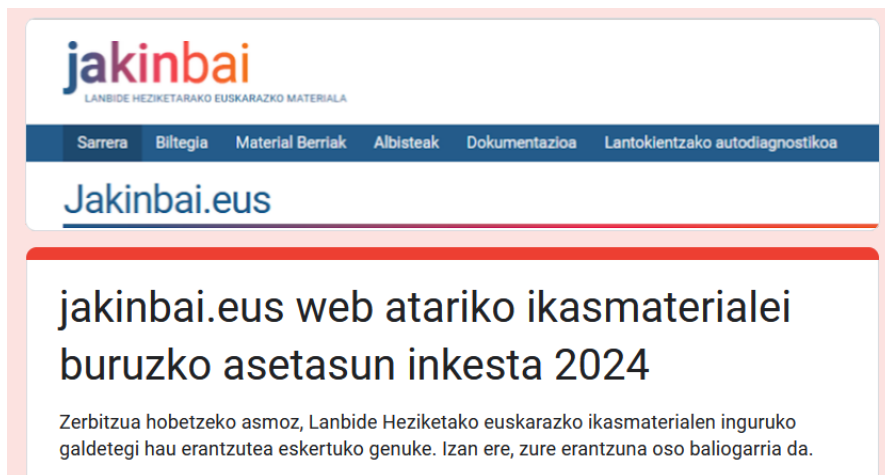 jakinbai
LANBIDE HEZIKETARAKO EUSKARAZKO MATERIALA
Sarrera Biltegia Material Berriak Albisteak Dokumentazioa Lantokientzako autodiagnostikoa
Jakinbai.eus
jakinbai.eus web atariko ikasmaterialei
buruzko asetasun inkesta 2024
Zerbitzua hobetzeko asmoz, Lanbide Heziketako euskarazko ikasmaterialen inguruko
galdetegi hau erantzutea eskertuko genuke. Izan ere, zure erantzuna oso baliogarria da.